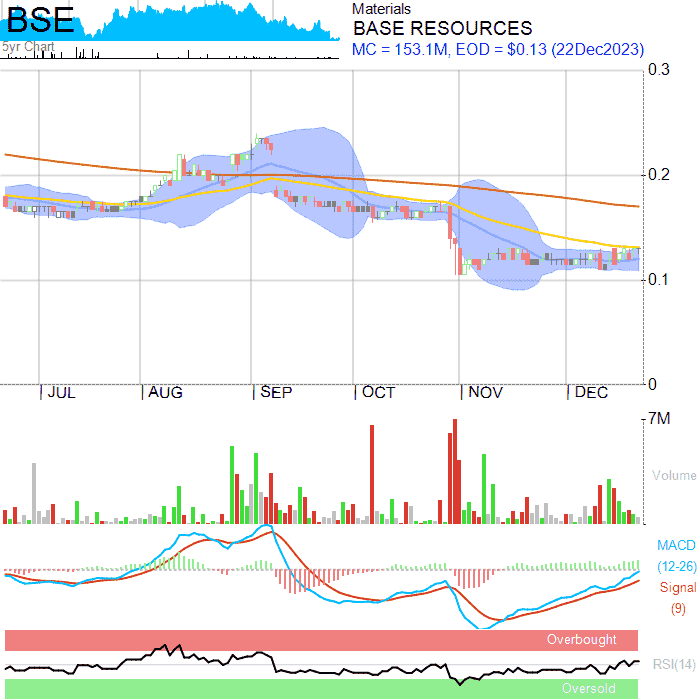 BSE
5yr Chart
Materials
BASE RESOURCES
MC = 153.1M, EOD = $0.13 (22Dec2023)
0.3
0.2
0.1
0
JUL AUG SEP OCT NOV DEC
7M
Volume
MACD
(12-26)
Signal
(9)
Overbought
RSI(14)
Oversold